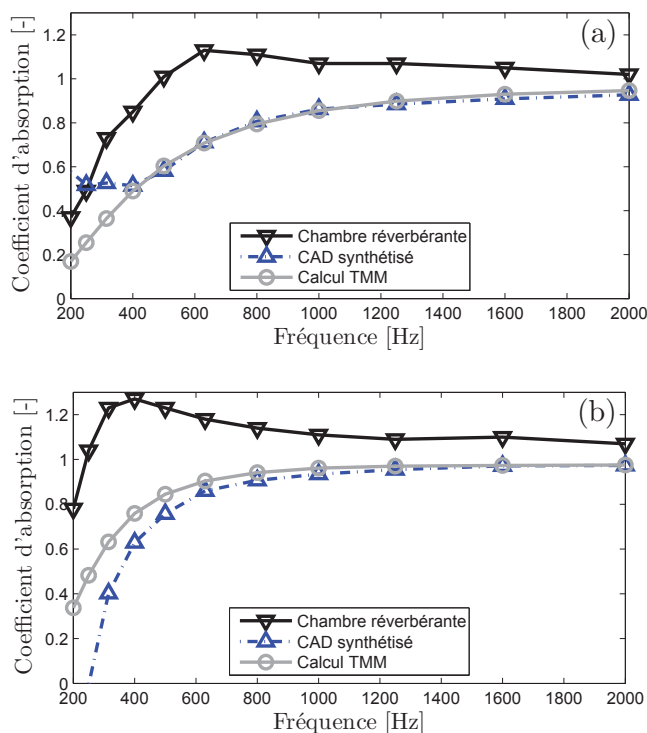 (a)
Coefficient d'absorption [-]
1.2
1
0.8
0.6
0.4
0.2
0
Chambre réverbérante
CAD synthétisé
Calcul TMM
200 400 600 800 1000 1200 1400 1600 1800 2000
Fréquence [Hz]
(b)
Coefficient d'absorption [-]
1.2
1
0.8
0.6
0.4
0.2
0
Chambre réverbérante
CAD synthétisé
Calcul TMM
200 400 600 800 1000 1200 1400 1600 1800 2000
Fréquence [Hz]